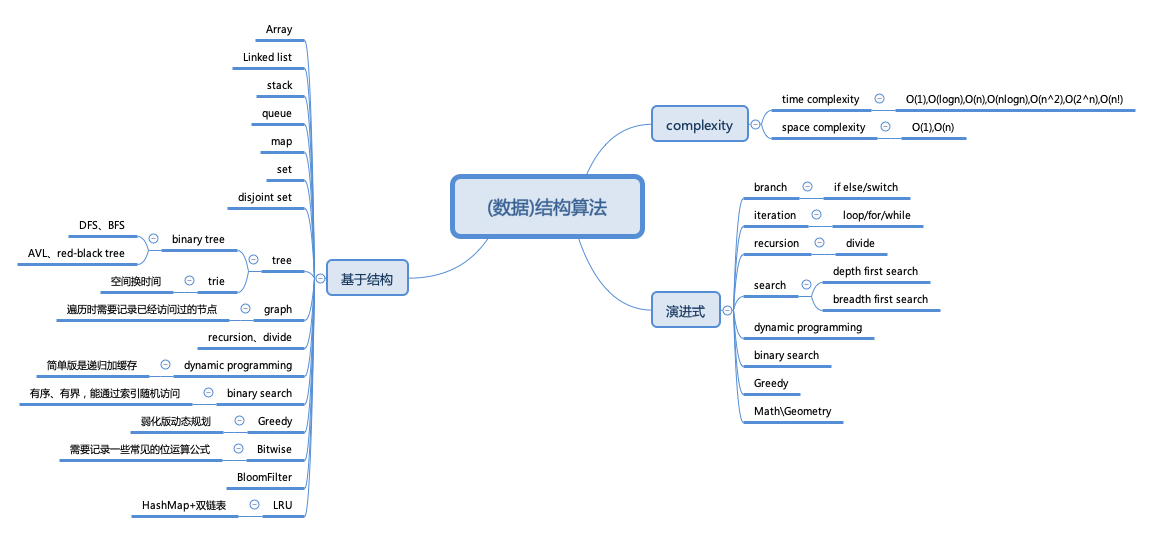 (数据)结构算法
complexity
time complexity
O(1),O(logn),O(n),O(nlogn),O(n^2),O(2^n),O(n!)
space complexity
O(1),O(n)
演进式
branch
if else/switch
iteration
loop/for/while
recursion
divide
search
depth first search
breadth first search
dynamic programming
binary search
Greedy
Math\Geometry
基于结构
Array
Linked list
stack
queue
map
set
disjoint set
tree
binary tree
DFS、BFS
AVL、red-black tree
trie
空间换时间
graph
遍历时需要记录已经访问过的节点
recursion、divide
dynamic programming
简单版是递归加缓存
binary search
有序、有界，能通过索引随机访问
Greedy
弱化版动态规划
Bitwise
需要记录一些常见的位运算公式
BloomFilter
LRU
HashMap+双链表